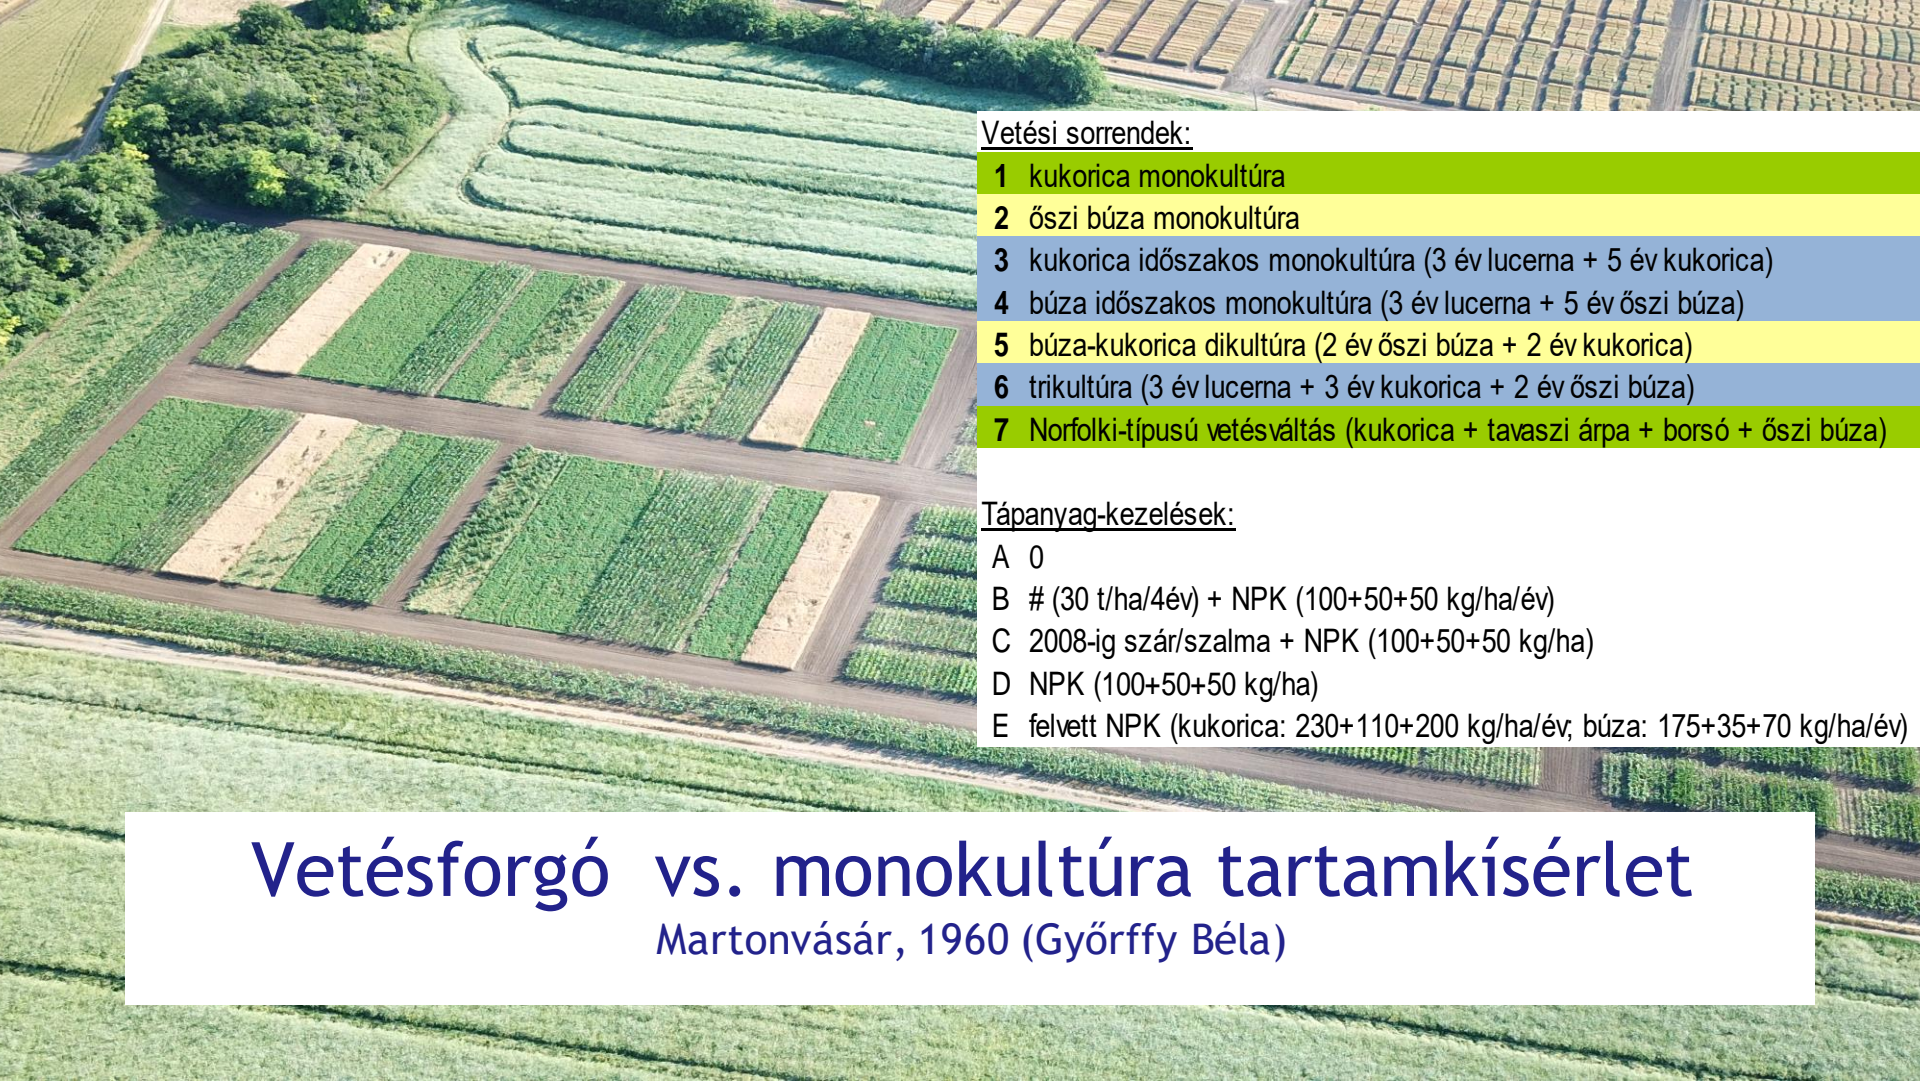 Vetési sorrendek:
1 kukorica monokultúra
2 őszi búza monokultúra
3 kukorica időszakos monokultúra (3 év lucerna + 5 év kukorica)
4 búza időszakos monokultúra (3 év lucerna + 5 év őszi búza)
5 búza-kukorica dikultúra (2 év őszi búza + 2 év kukorica)
6 trikultúra (3 év lucerna + 3 év kukorica + 2 év őszi búza)
7 Norfolki-típusú vetésváltás (kukorica + tavaszi árpa + borsó + őszi búza)
Tápanyag-kezelések:
A 0
B # (30 t/ha/4év) + NPK (100+50+50 kg/ha/év)
C 2008-ig szár/szalma + NPK (100+50+50 kg/ha)
D NPK (100+50+50 kg/ha)
E felvett NPK (kukorica: 230+110+200 kg/ha/év; búza: 175+35+70 kg/ha/év)
Vetésforgó vs. monokultúra tartamkísérlet
Martonvásár, 1960 (Győrffy Béla)